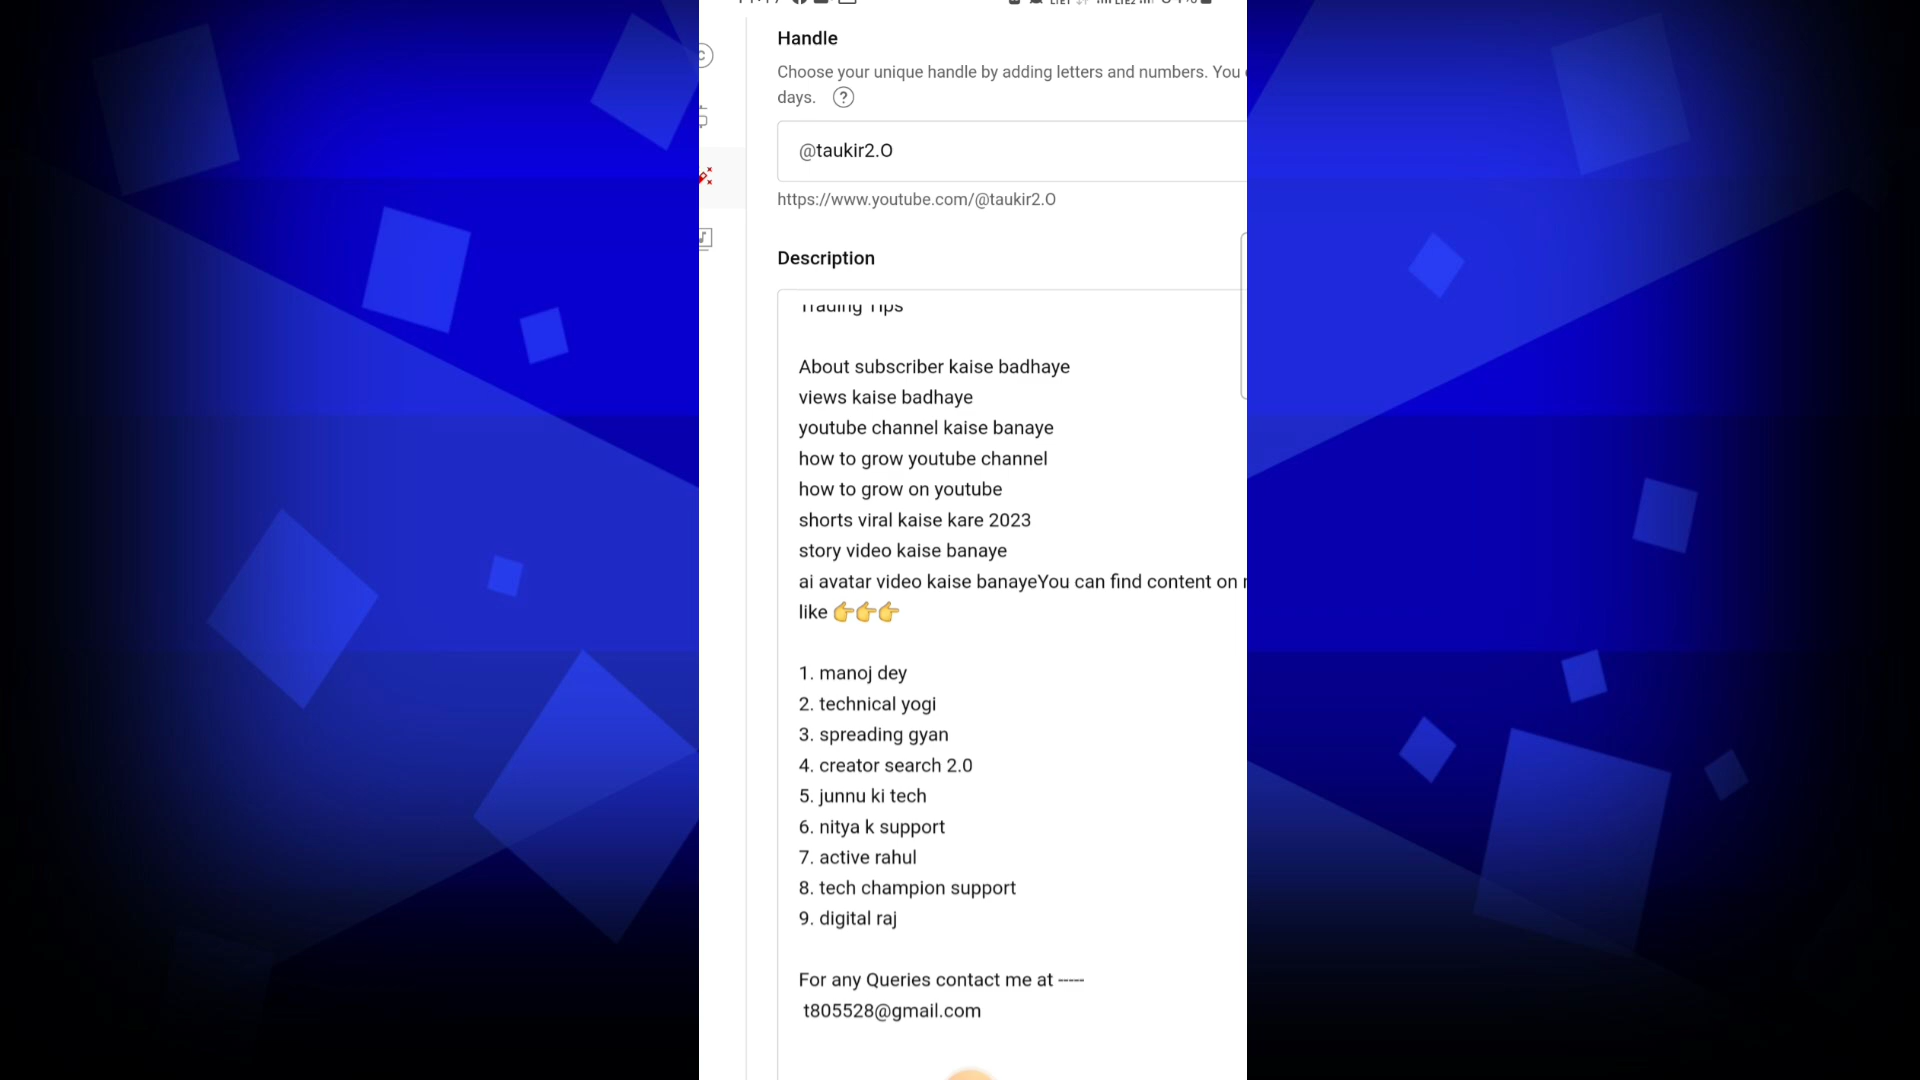 Handle
Choose your unique handle by adding letters and numbers. You
days.
@taukir2.O
https://www.youtube.com/@taukir2.O
Description
Trading Tips
About subscriber kaise badhaye
views kaise badhaye
youtube channel kaise banaye
how to grow youtube channel
how to grow on youtube
shorts viral kaise kare 2023
story video kaise banaye
ai avatar video kaise banayeYou can find content on
like 👉👉👉
1. manoj dey
2. technical yogi
3. spreading gyan
4. creator search 2.0
5. junnu ki tech
6. nitya k support
7. active rahul
8. tech champion support
9. digital raj
For any Queries contact me at -----
t805528@gmail.com